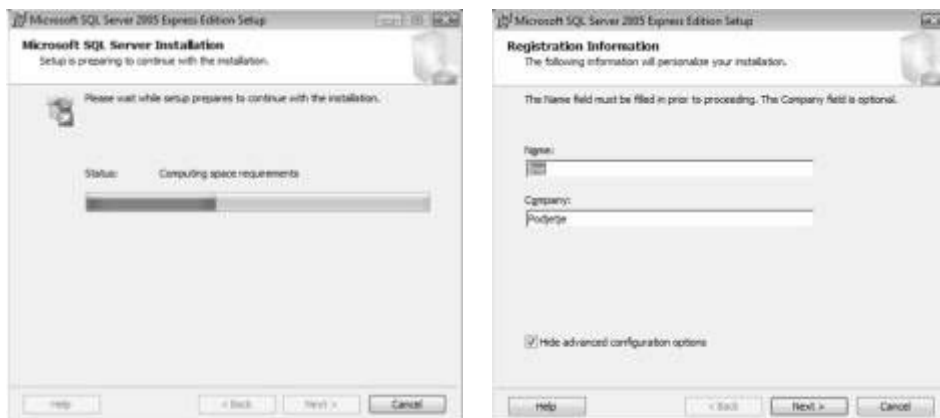 Microsoft SQL Server 2005 Express Edition Setup
Microsoft SQL Server Installation
Setup is preparing to continue with the installation.
Please wait while setup prepares to continue with the installation.
Status: Computing space requirements
Help < Back Next > Cancel
Microsoft SQL Server 2005 Express Edition Setup
Registration Information
The following information will personalize your installation.
The Name field must be filled in prior to proceeding. The Company field is optional.
Name:
Company:
Podjetje
Hide advanced configuration options
Help < Back Next > Cancel